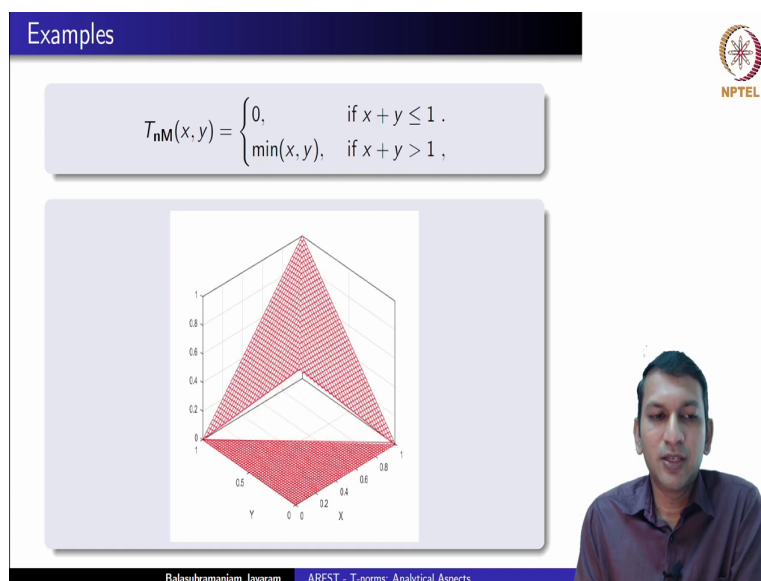 Examples
NPTEL
T_nM(x, y) = { 0, if x + y ≤ 1 .
min(x, y), if x + y > 1 ,
1
0.8
0.6
0.4
0.2
0
1
0.5
0
Y
0
0.2
0.4
0.6
0.8
1
X
Balasubramaniam Jayaram ARFST - T-norms: Analytical Aspects